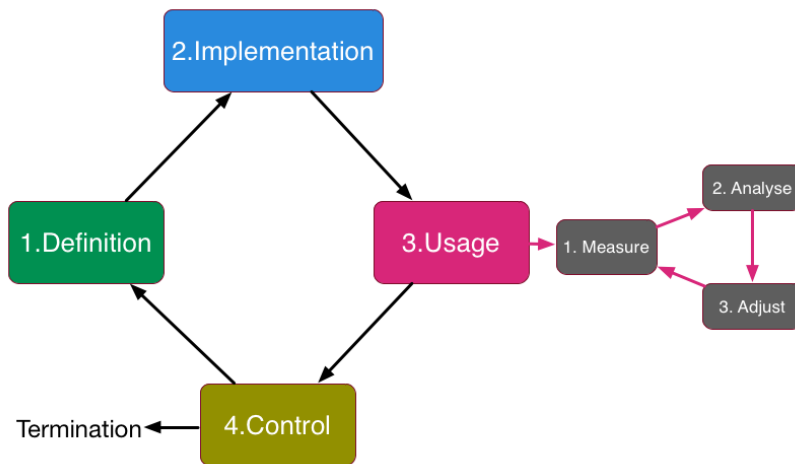 2.Implementation
1.Definition
3.Usage
4.Control
Termination
1. Measure
2. Analyse
3. Adjust